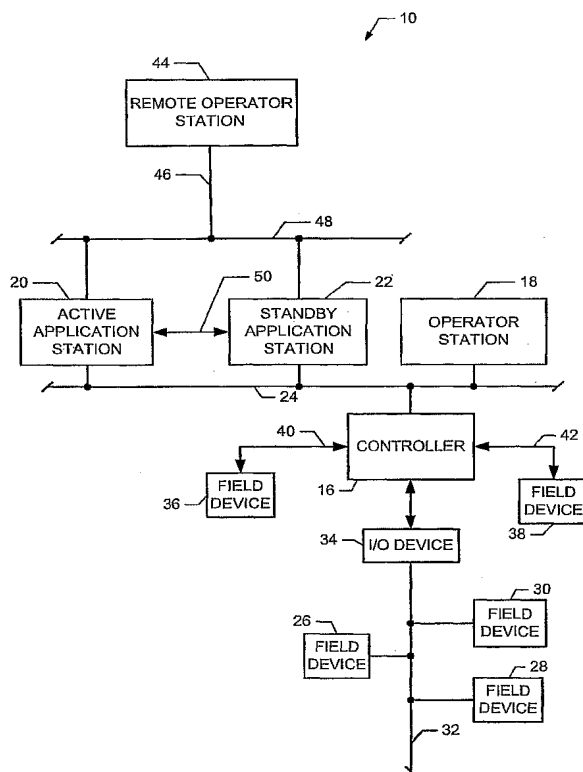 10
44
REMOTE OPERATOR
STATION
46
48
20
50
22
18
ACTIVE
APPLICATION
STATION
STANDBY
APPLICATION
STATION
OPERATOR
STATION
24
40
CONTROLLER
42
FIELD
DEVICE
36
16
FIELD
DEVICE
38
34
I/O DEVICE
30
FIELD
DEVICE
26
FIELD
DEVICE
28
FIELD
DEVICE
32